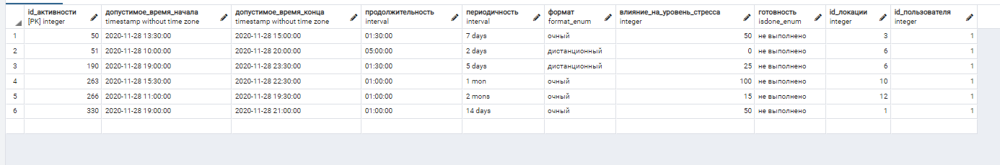 id_активности допустимое_время_начала допустимое_время_конца продолжительность периодичность формат влияние_на_уровень_стресса готовность id_локации id_пользователя
[PK] integer timestamp without time zone timestamp without time zone interval interval format_enum integer isdone_enum integer integer
1 50 2020-11-28 13:30:00 2020-11-28 15:00:00 01:30:00 7 days очный 50 не выполнено 3 1
2 51 2020-11-28 10:00:00 2020-11-28 20:00:00 05:00:00 2 days дистанционный 0 не выполнено 6 1
3 190 2020-11-28 19:00:00 2020-11-28 23:30:00 01:30:00 5 days дистанционный 25 не выполнено 6 1
4 263 2020-11-28 15:30:00 2020-11-28 22:30:00 01:00:00 1 mon очный 100 не выполнено 10 1
5 266 2020-11-28 11:00:00 2020-11-28 19:30:00 01:00:00 2 mons очный 15 не выполнено 12 1
6 330 2020-11-28 19:00:00 2020-11-28 21:00:00 01:00:00 14 days очный 50 не выполнено 1 1